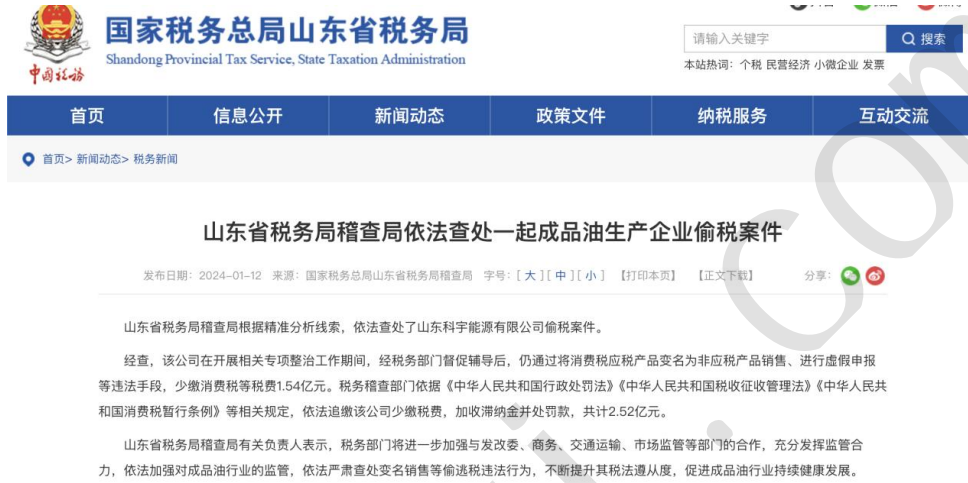 国家税务总局山东省税务局
Shandong Provincial Tax Service, State Taxation Administration
中国税务
请输入关键字
搜索
本站热词：个税 民营经济 小微企业 发票
首页 信息公开 新闻动态 政策文件 纳税服务 互动交流
首页> 新闻动态> 税务新闻
山东省税务局稽查局依法查处一起成品油生产企业偷税案件
发布日期：2024-01-12 来源：国家税务总局山东省税务局稽查局 字号：[ 大 ][ 中 ][ 小 ] 【打印本页】 【正文下载】 分享：
山东省税务局稽查局根据精准分析线索，依法查处了山东科宇能源有限公司偷税案件。
经查，该公司在开展相关专项整治工作期间，经税务部门督促辅导后，仍通过将消费税应税产品变名为非应税产品销售、进行虚假申报
等违法手段，少缴消费税等税费1.54亿元。税务稽查部门依据《中华人民共和国行政处罚法》《中华人民共和国税收征收管理法》《中华人民共
和国消费税暂行条例》等相关规定，依法追缴该公司少缴税费，加收滞纳金并处罚款，共计2.52亿元。
山东省税务局稽查局有关负责人表示，税务部门将进一步加强与发改委、商务、交通运输、市场监管等部门的合作，充分发挥监管合
力，依法加强对成品油行业的监管，依法严肃查处变名销售等偷逃税违法行为，不断提升其税法遵从度，促进成品油行业持续健康发展。